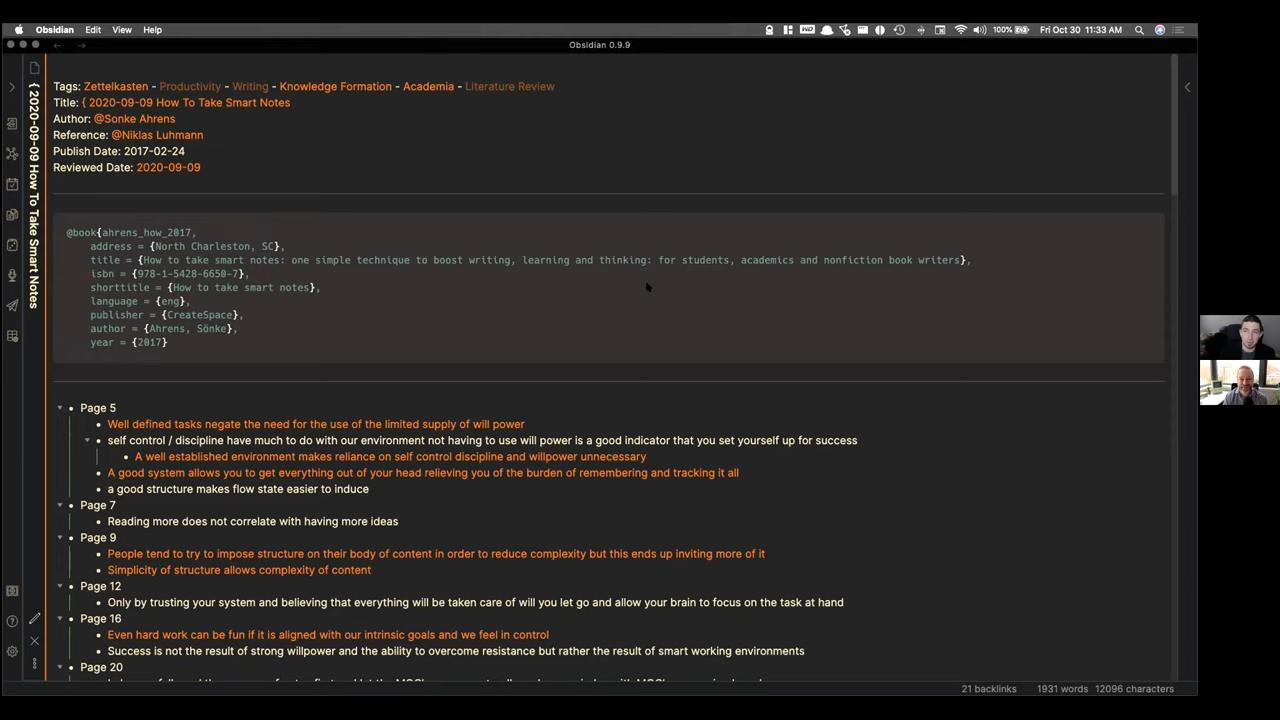 Obsidian Edit View Help 100% Fri Oct 30 11:33 AM
Obsidian 0.9.9
{ 2020-09-09 How To Take Smart Notes
Tags: Zettelkasten - Productivity - Writing - Knowledge Formation - Academia - Literature Review
Title: { 2020-09-09 How To Take Smart Notes
Author: @Sonke Ahrens
Reference: @Niklas Luhmann
Publish Date: 2017-02-24
Reviewed Date: 2020-09-09
@book{ahrens_how_2017,
address = {North Charleston, SC},
title = {How to take smart notes: one simple technique to boost writing, learning and thinking: for students, academics and nonfiction book writers},
isbn = {978-1-5428-6650-7},
shorttitle = {How to take smart notes},
language = {eng},
publisher = {CreateSpace},
author = {Ahrens, Sönke},
year = {2017}
Page 5
Well defined tasks negate the need for the use of the limited supply of will power
self control / discipline have much to do with our environment not having to use will power is a good indicator that you set yourself up for success
A well established environment makes reliance on self control discipline and willpower unnecessary
A good system allows you to get everything out of your head relieving you of the burden of remembering and tracking it all
a good structure makes flow state easier to induce
Page 7
Reading more does not correlate with having more ideas
Page 9
People tend to try to impose structure on their body of content in order to reduce complexity but this ends up inviting more of it
Simplicity of structure allows complexity of content
Page 12
Only by trusting your system and believing that everything will be taken care of will you let go and allow your brain to focus on the task at hand
Page 16
Even hard work can be fun if it is aligned with our intrinsic goals and we feel in control
Success is not the result of strong willpower and the ability to overcome resistance but rather the result of smart working environments
Page 20
21 backlinks 1931 words 12096 characters